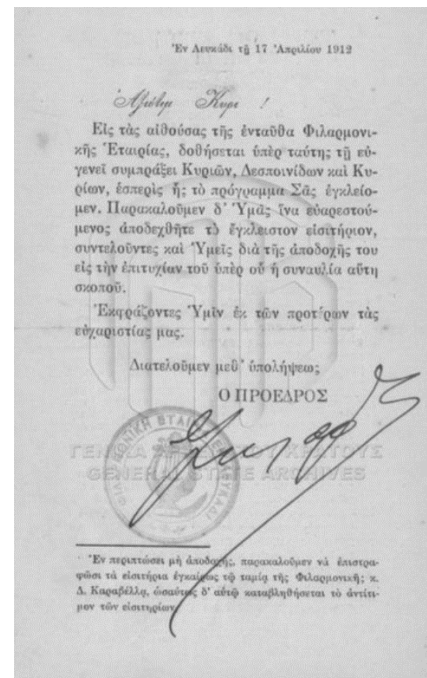 Ἐν Λευκάδι τῇ 17 Ἀπριλίου 1912
Ἀξιότιμ Κυρι !
Εἰς τὰς αἰθούσας τῆς ἐνταῦθα Φιλαρμονι-
κῆς Ἑταιρίας, δοθήσεται ὑπὲρ ταύτης τῇ εὐ-
γενεῖ συμπράξει Κυριῶν, Δεσποινίδων καὶ Κυ-
ρίων, ἑσπερὶς ἧς τὸ πρόγραμμα Σᾶς ἐγκλείο-
μεν. Παρακαλοῦμεν δ' Ὑμᾶς ἵνα εὐαρεστού-
μενος ἀποδεχθῆτε τὸ ἔγκλειστον εἰσιτήριον,
συντελοῦντες καὶ Ὑμεῖς διὰ τῆς ἀποδοχῆς του
εἰς τὴν ἐπιτυχίαν τοῦ ὑπὲρ οὗ ἡ συναυλία αὕτη
σκοποῦ.
Ἐκφράζοντες Ὑμῖν ἐκ τῶν προτέρων τὰς
εὐχαριστίας μας.
Διατελοῦμεν μεθ' ὑπολήψεως
Ο ΠΡΟΕΔΡΟΣ
ΓΕΝΙΚΑ ΑΡΧΕΙΑ ΤΟΥ ΚΡΑΤΟΥΣ
GENERAL STATE ARCHIVES
ΦΙΛΑΡΜΟΝΙΚΗ ΕΤΑΙΡΙΑ ΛΕΥΚΑΔΙ
Ἐν περιπτώσει μὴ ἀποδοχῆς, παρακαλοῦμεν νὰ ἐπιστρα-
φῶσι τὰ εἰσιτήρια ἐγκαίρως τῷ ταμίᾳ τῆς Φιλαρμονικῆς κ.
Δ. Καραβέλλᾳ, ὡσαύτως δ' αὐτῷ καταβληθήσεται τὸ ἀντίτι-
μον τῶν εἰσιτηρίων.